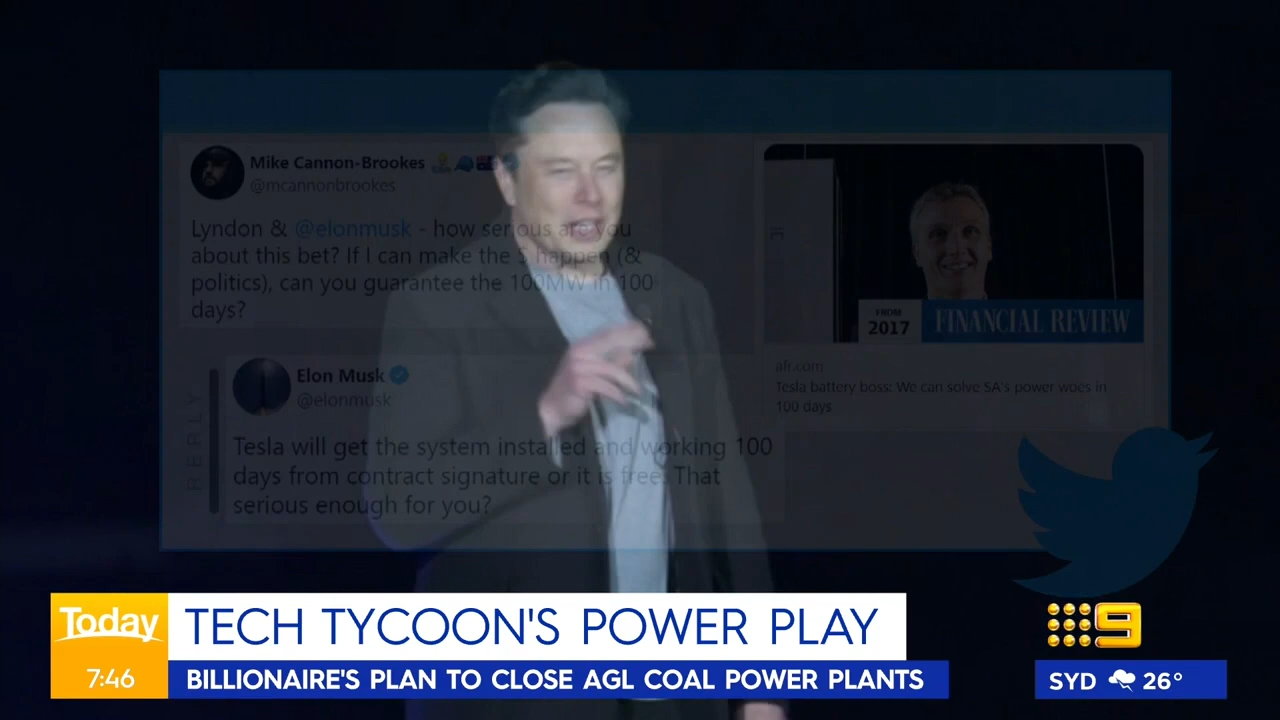 Mike Cannon-Brookes
@mcannonbrookes
Lyndon & @elonmusk - how serious are you
about this bet? If I can make the $ happen (&
politics), can you guarantee the 100MW in 100
days?
FROM
2017
FINANCIAL REVIEW
afr.com
Tesla battery boss: We can solve SA's power woes in
100 days
REPLY
Elon Musk
@elonmusk
Tesla will get the system installed and working 100
days from contract signature or it is free. That
serious enough for you?
Today
7:46
TECH TYCOON'S POWER PLAY
BILLIONAIRE'S PLAN TO CLOSE AGL COAL POWER PLANTS
9
SYD 26°